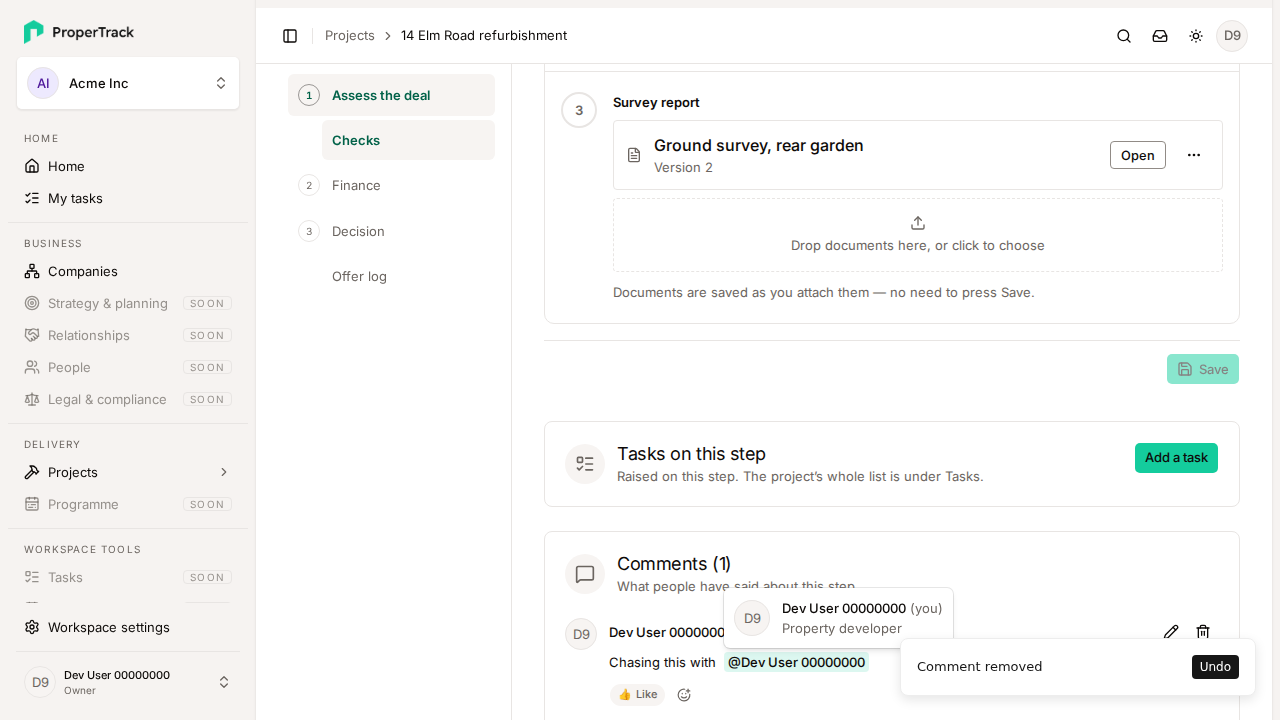 ProperTrack
AI
Acme Inc
HOME
Home
My tasks
BUSINESS
Companies
Strategy & planning SOON
Relationships SOON
People SOON
Legal & compliance SOON
DELIVERY
Projects
Programme SOON
WORKSPACE TOOLS
Tasks SOON
Workspace settings
D9
Dev User 00000000
Owner
Projects
14 Elm Road refurbishment
D9
1 Assess the deal
Checks
2 Finance
3 Decision
Offer log
3
Survey report
Ground survey, rear garden
Version 2
Open
Drop documents here, or click to choose
Documents are saved as you attach them — no need to press Save.
Save
Tasks on this step
Raised on this step. The project’s whole list is under Tasks.
Add a task
Comments (1)
What people have said about this step
D9
Dev User 00000000 (you)
Property developer
D9
Dev User 0000000
Chasing this with @Dev User 00000000
👍 Like
Comment removed
Undo